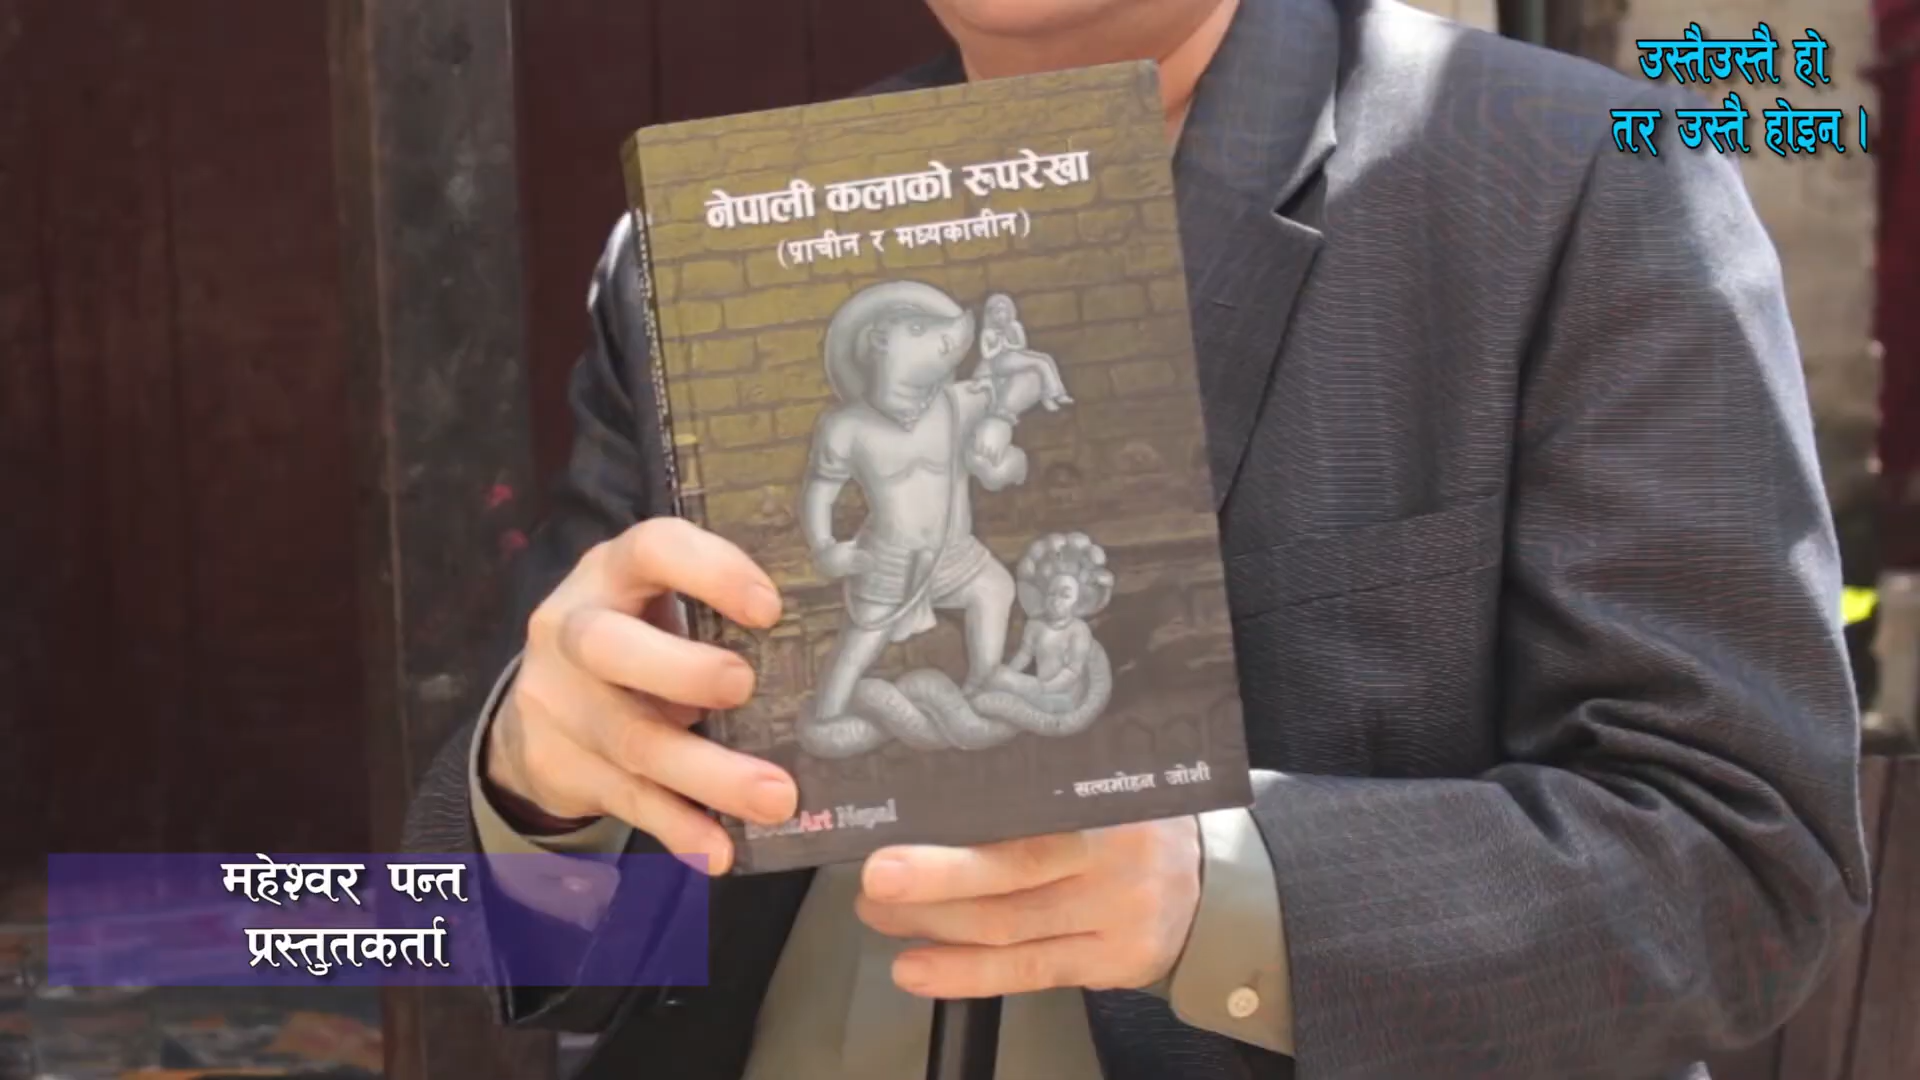 उस्तैउस्तै हो
तर उस्तै होइन।
नेपाली कलाको रूपरेखा
(प्राचीन र मध्यकालीन)
- सत्यमोहन जोशी
Art Nepal
महेश्वर पन्त
प्रस्तुतकर्ता